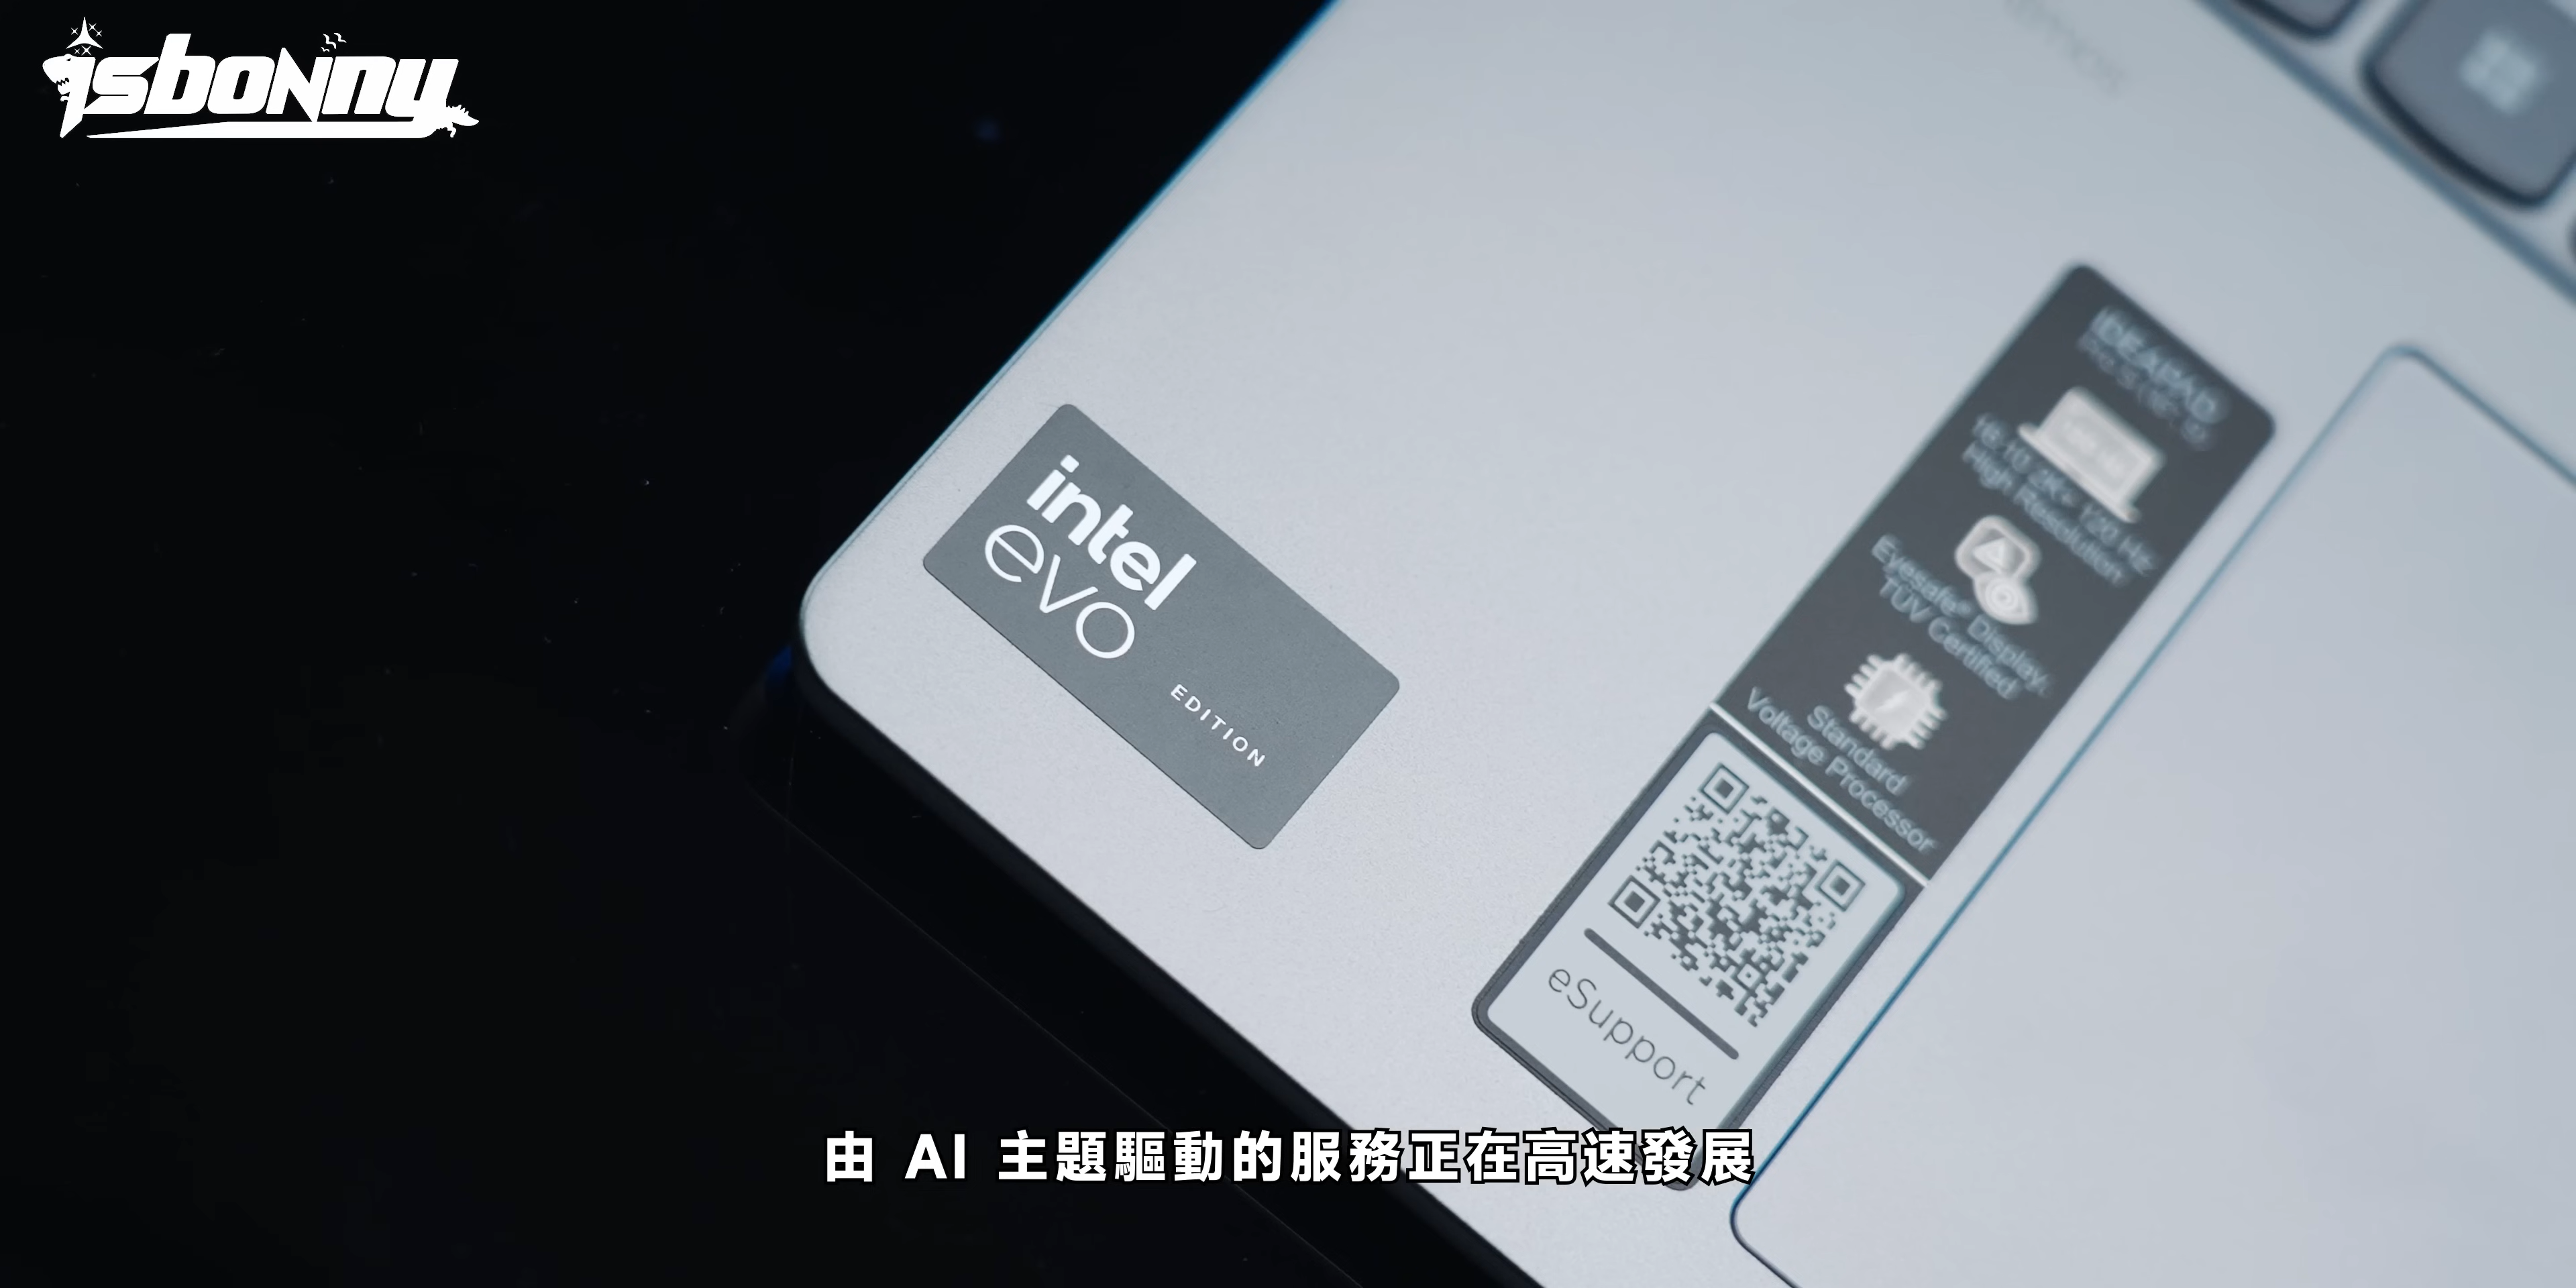 isbonny
intel
evo
EDITION
IDEAPAD
16:10 2K+ 120 Hz
High Resolution
Eyesafe® Display,
TÜV Certified
Standard
Voltage Processor
eSupport
由 AI 主題驅動的服務正在高速發展